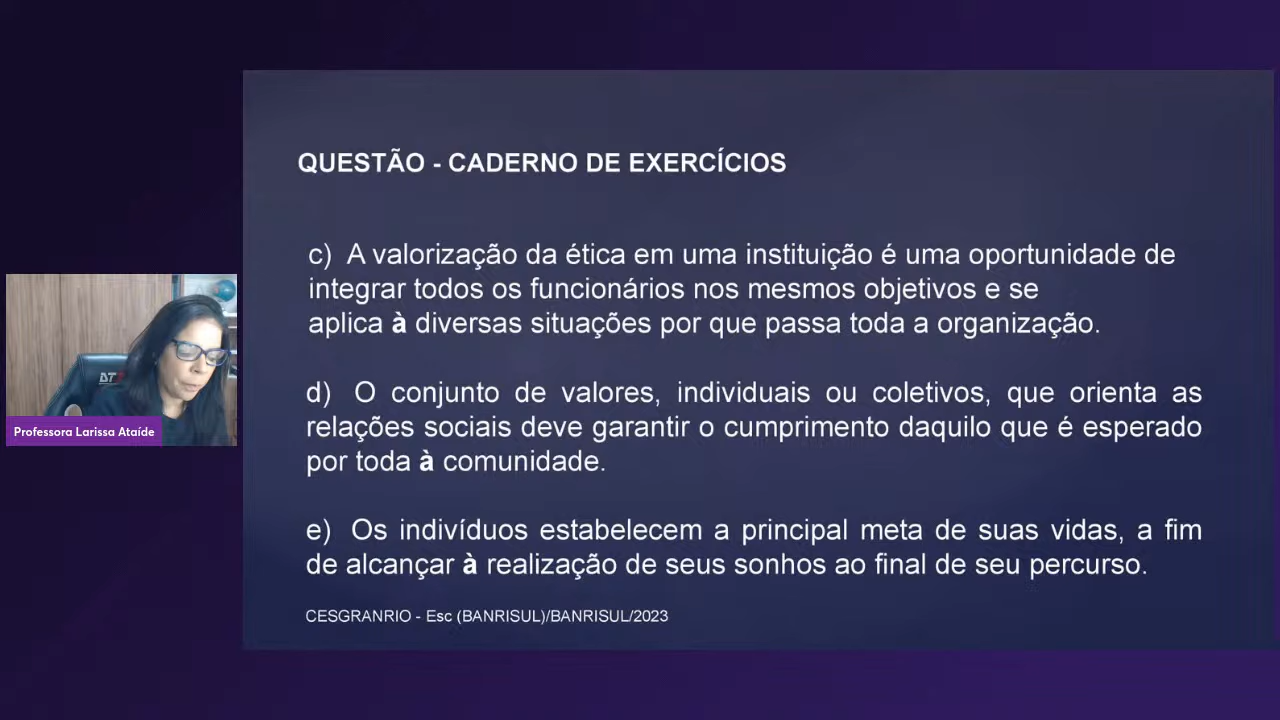 QUESTÃO - CADERNO DE EXERCÍCIOS
c) A valorização da ética em uma instituição é uma oportunidade de
integrar todos os funcionários nos mesmos objetivos e se
aplica à diversas situações por que passa toda a organização.
d) O conjunto de valores, individuais ou coletivos, que orienta as
relações sociais deve garantir o cumprimento daquilo que é esperado
por toda à comunidade.
e) Os indivíduos estabelecem a principal meta de suas vidas, a fim
de alcançar à realização de seus sonhos ao final de seu percurso.
CESGRANRIO - Esc (BANRISUL)/BANRISUL/2023
DT
Professora Larissa Ataíde